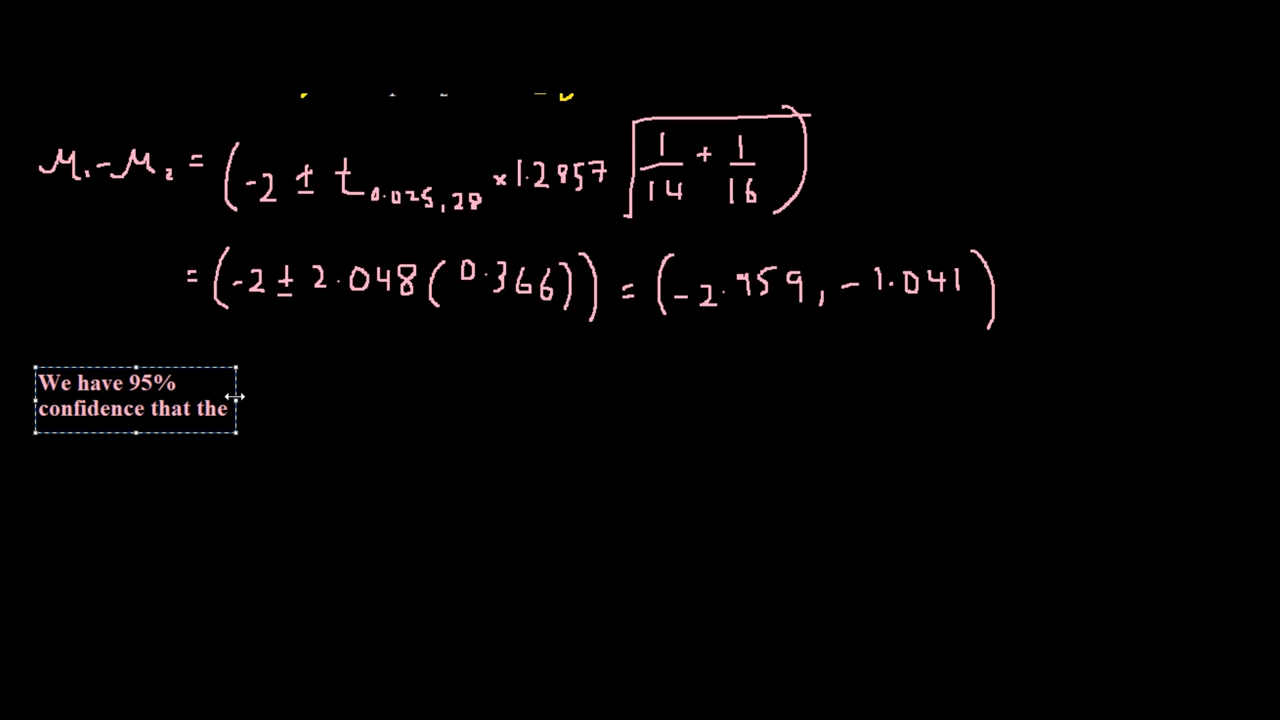 μ₁-μ₂ = (-2 ± t₀.₀₂₅,₂₈ × 1.2857 √(1/14 + 1/16))
= (-2 ± 2.048(0.366)) = (-2.959, -1.041)
We have 95%
confidence that the